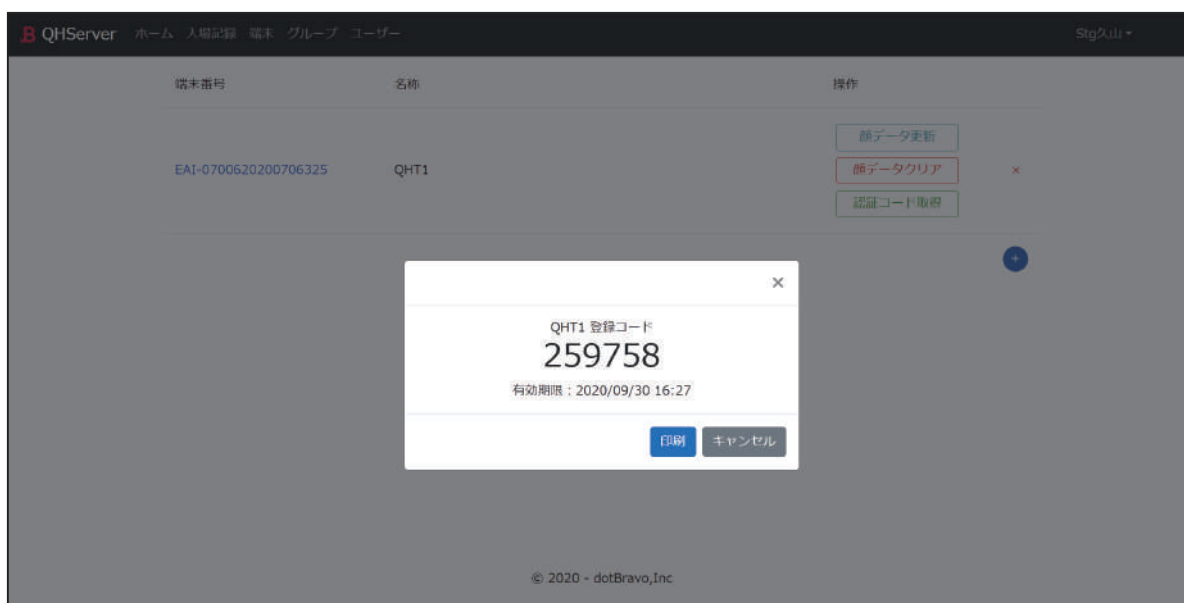 B QHServer ホーム 入場記録 端末 グループ ユーザー Stg久山
端末番号 名称 操作
顔データ更新
EAI-0700620200706325 QHT1 顔データクリア ×
認証コード取得
+
×
QHT1 登録コード
259758
有効期限：2020/09/30 16:27
印刷 キャンセル
© 2020 - dotBravo,Inc